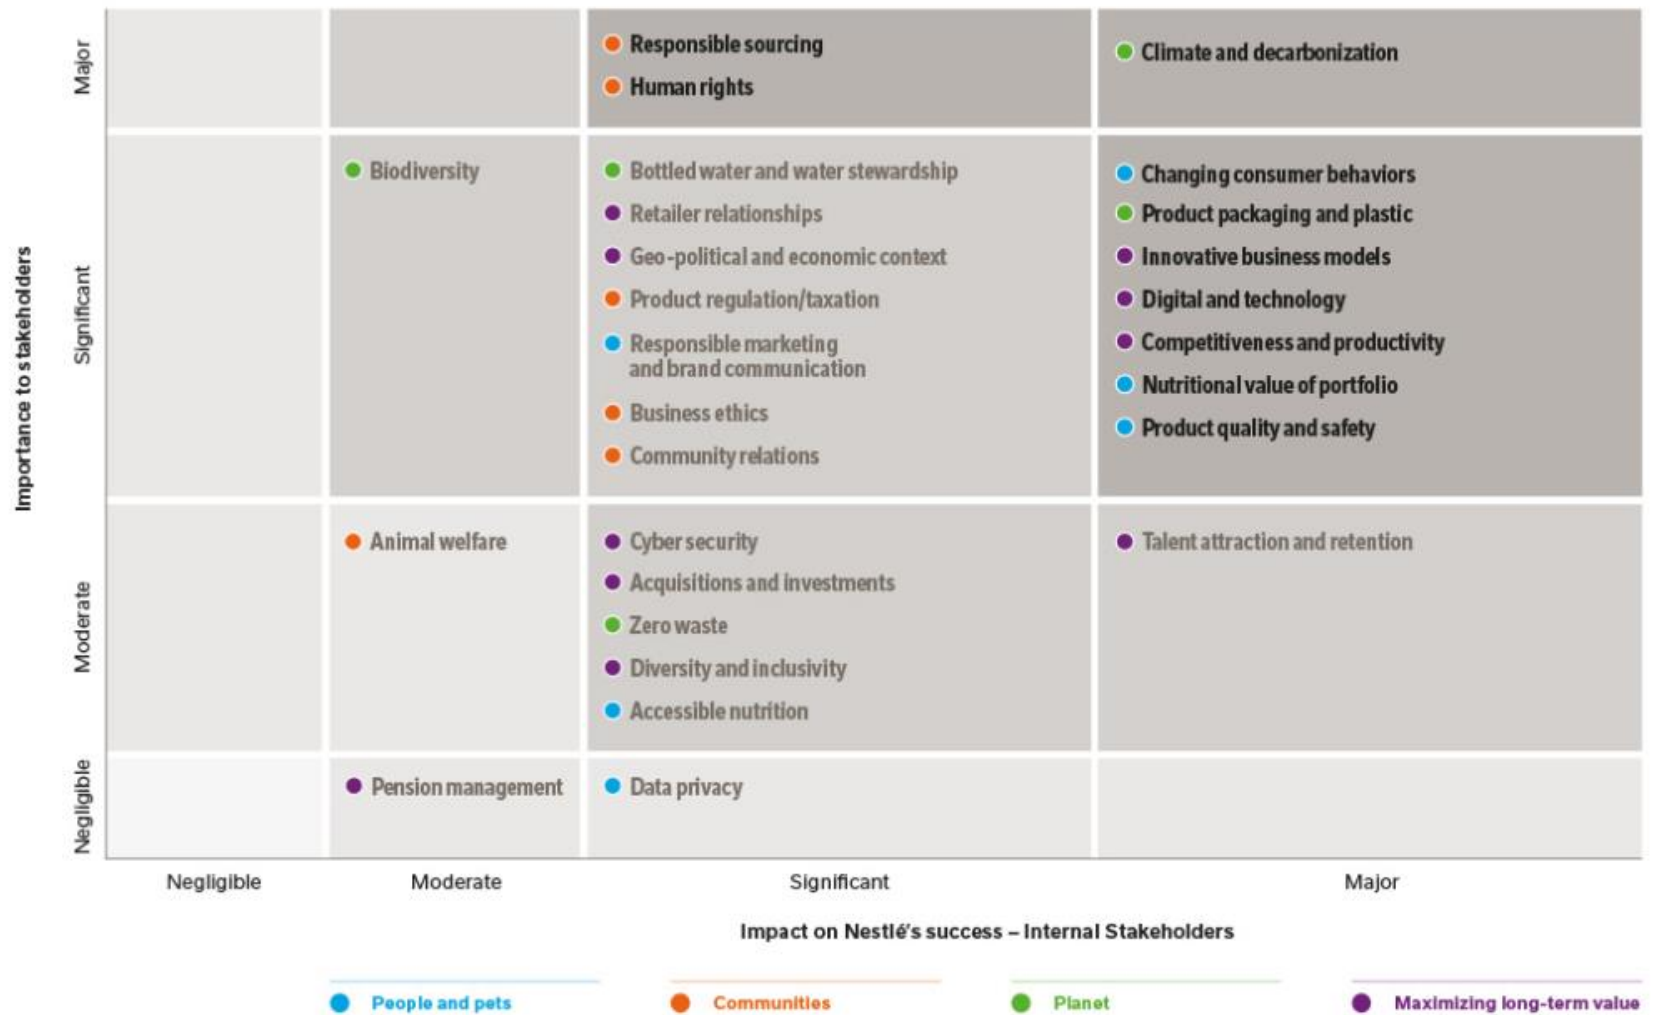 Importance to stakeholders
Major
Responsible sourcing
Human rights
Climate and decarbonization
Significant
Biodiversity
Bottled water and water stewardship
Retailer relationships
Geo-political and economic context
Product regulation/taxation
Responsible marketing
and brand communication
Business ethics
Community relations
Changing consumer behaviors
Product packaging and plastic
Innovative business models
Digital and technology
Competitiveness and productivity
Nutritional value of portfolio
Product quality and safety
Moderate
Animal welfare
Cyber security
Acquisitions and investments
Zero waste
Diversity and inclusivity
Accessible nutrition
Talent attraction and retention
Negligible
Pension management
Data privacy
Negligible
Moderate
Significant
Major
Impact on Nestlé's success – Internal Stakeholders
People and pets
Communities
Planet
Maximizing long-term value